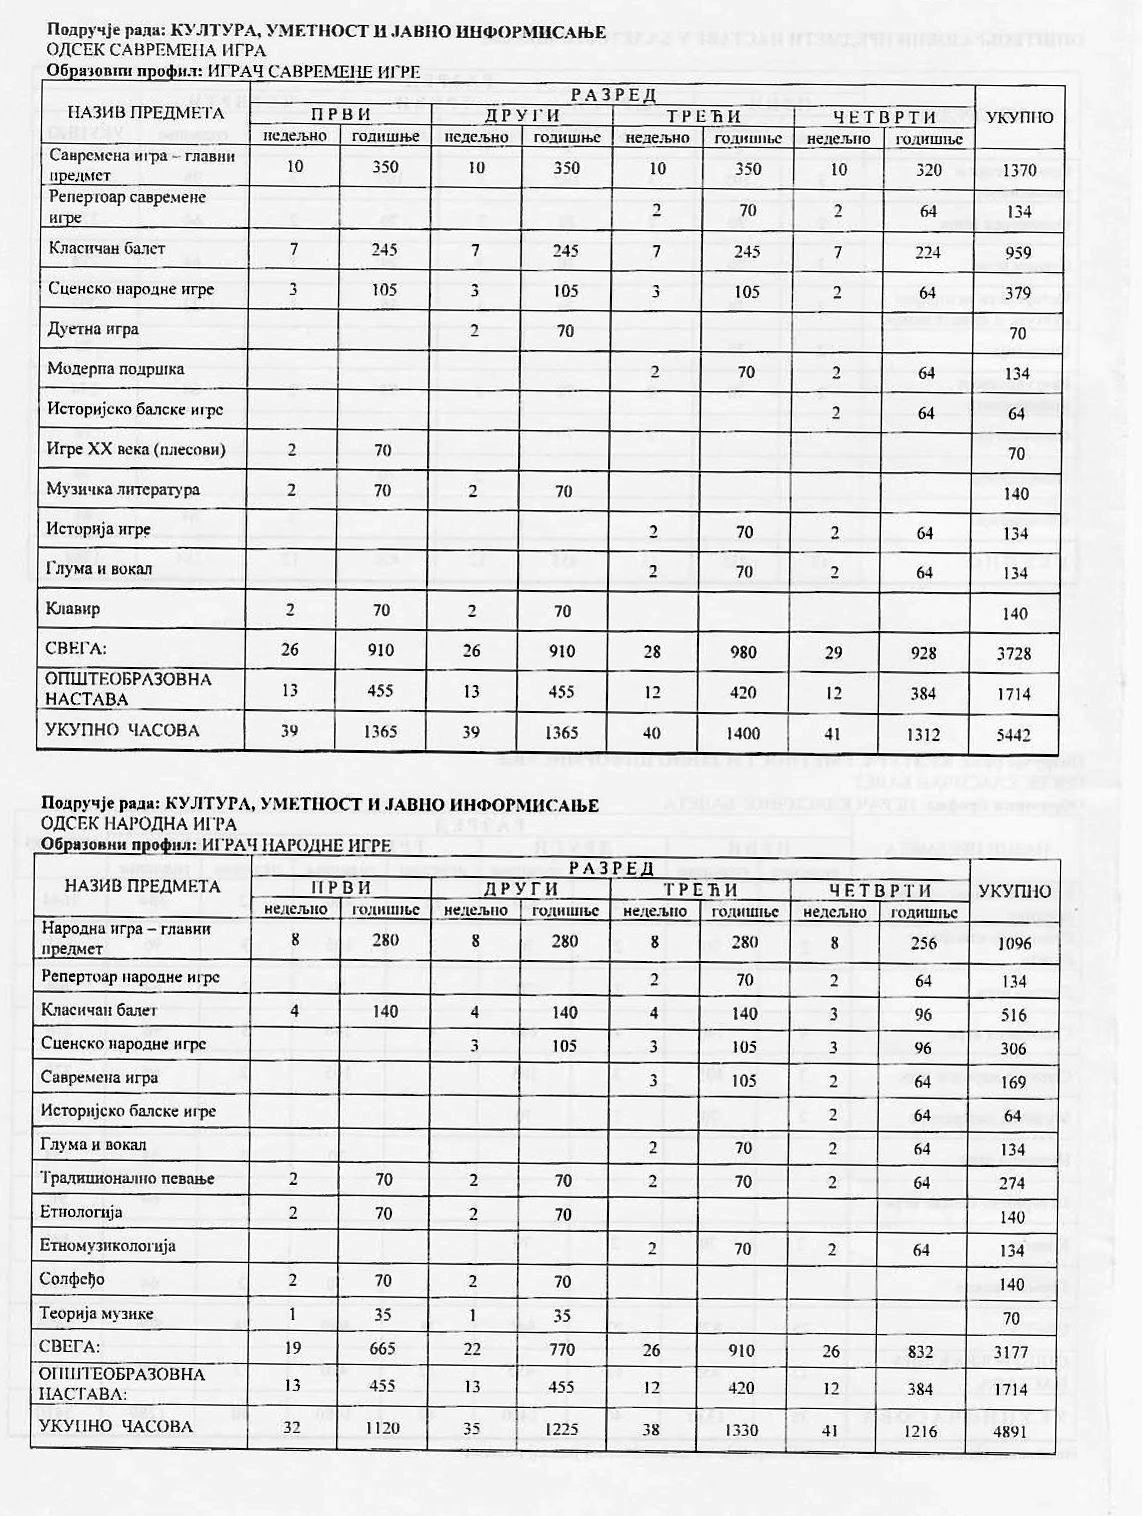 Подручје рада: КУЛТУРА, УМЕТНОСТ И ЈАВНО ИНФОРМИСАЊЕ
ОДСЕК САВРЕМЕНА ИГРА
Образовни профил: ИГРАЧ САВРЕМЕНЕ ИГРЕ
НАЗИВ ПРЕДМЕТА РАЗРЕД УКУПНО
ПРВИ ДРУГИ ТРЕЋИ ЧЕТВРТИ
недељно годишње недељно годишње недељно годишње недељно годишње
Савремена игра – главни предмет 10 350 10 350 10 350 10 320 1370
Репертоар савремене игре 2 70 2 64 134
Класичан балет 7 245 7 245 7 245 7 224 959
Сценско народне игре 3 105 3 105 3 105 2 64 379
Дуетна игра 2 70 70
Модерна подршка 2 70 2 64 134
Историјско балске игре 2 64 64
Игре XX века (плесови) 2 70 70
Музичка литература 2 70 2 70 140
Историја игре 2 70 2 64 134
Глума и вокал 2 70 2 64 134
Клавир 2 70 2 70 140
СВЕГА: 26 910 26 910 28 980 29 928 3728
ОПШТЕОБРАЗОВНА НАСТАВА 13 455 13 455 12 420 12 384 1714
УКУПНО ЧАСОВА 39 1365 39 1365 40 1400 41 1312 5442
Подручје рада: КУЛТУРА, УМЕТНОСТ И ЈАВНО ИНФОРМИСАЊЕ
ОДСЕК НАРОДНА ИГРА
Образовни профил: ИГРАЧ НАРОДНЕ ИГРЕ
НАЗИВ ПРЕДМЕТА РАЗРЕД УКУПНО
ПРВИ ДРУГИ ТРЕЋИ ЧЕТВРТИ
недељно годишње недељно годишње недељно годишње недељно годишње
Народна игра – главни предмет 8 280 8 280 8 280 8 256 1096
Репертоар народне игре 2 70 2 64 134
Класичан балет 4 140 4 140 4 140 3 96 516
Сценско народне игре 3 105 3 105 3 96 306
Савремена игра 3 105 2 64 169
Историјско балске игре 2 64 64
Глума и вокал 2 70 2 64 134
Традиционално певање 2 70 2 70 2 70 2 64 274
Етнологија 2 70 2 70 140
Етномузикологија 2 70 2 64 134
Солфеђо 2 70 2 70 140
Теорија музике 1 35 1 35 70
СВЕГА: 19 665 22 770 26 910 26 832 3177
ОПШТЕОБРАЗОВНА НАСТАВА: 13 455 13 455 12 420 12 384 1714
УКУПНО ЧАСОВА 32 1120 35 1225 38 1330 41 1216 4891